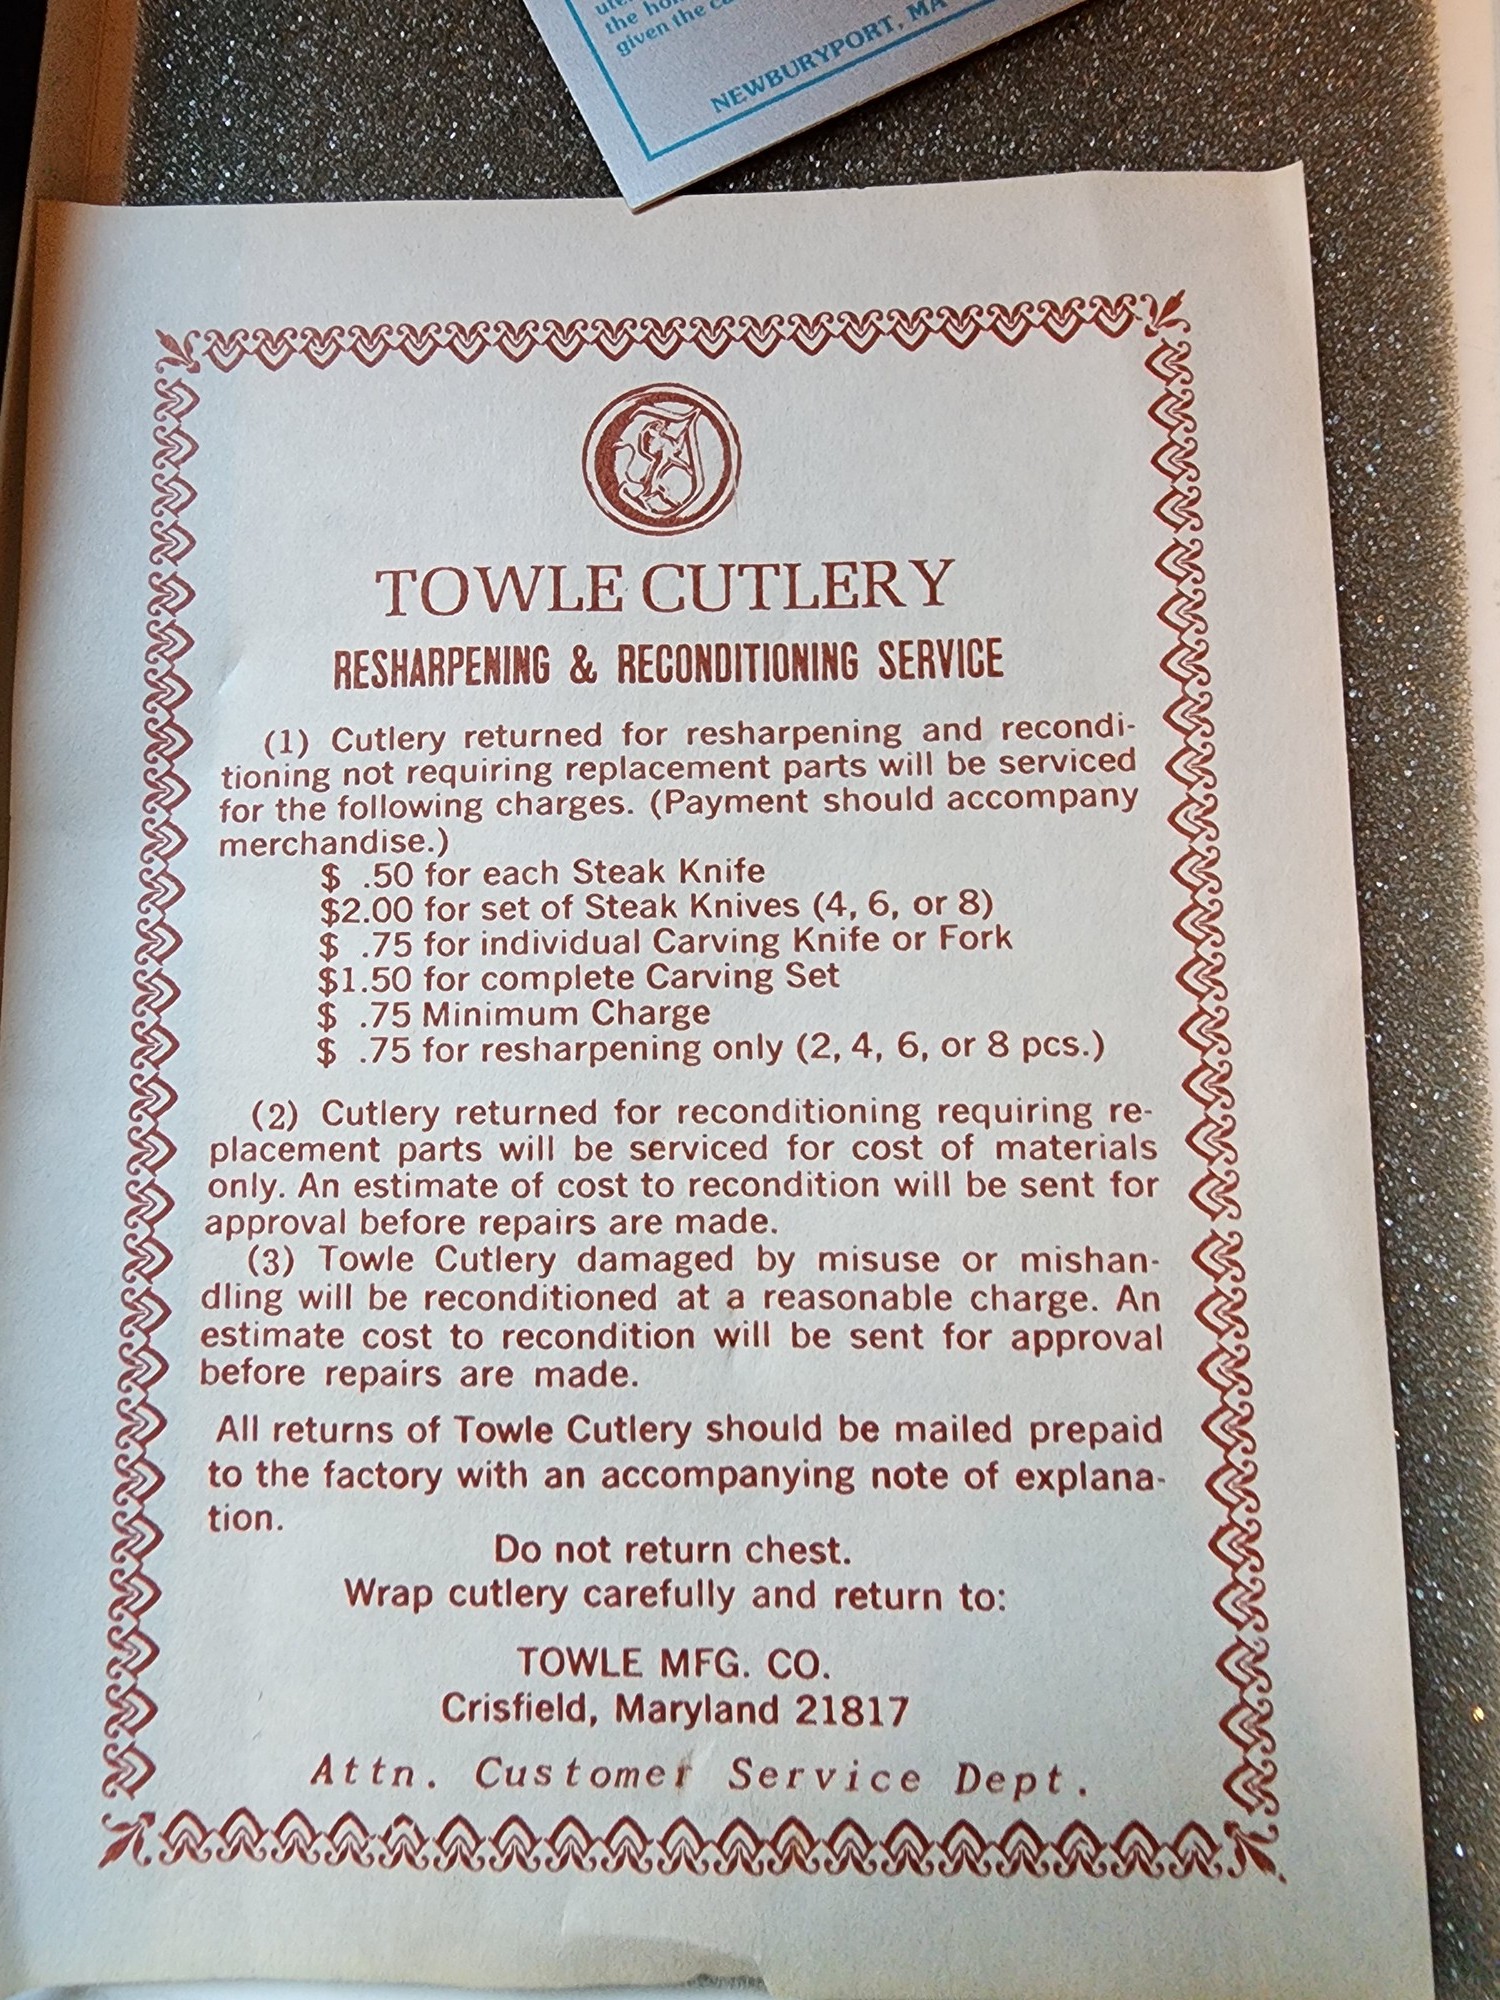 the
given the
NEWBURYPORT, MA
TOWLE CUTLERY
RESHARPENING & RECONDITIONING SERVICE
(1) Cutlery returned for resharpening and recondi-
tioning not requiring replacement parts will be serviced
for the following charges. (Payment should accompany
merchandise.)
$ .50 for each Steak Knife
$2.00 for set of Steak Knives (4, 6, or 8)
$ .75 for individual Carving Knife or Fork
$1.50 for complete Carving Set
$ .75 Minimum Charge
$ .75 for resharpening only (2, 4, 6, or 8 pcs.)
(2) Cutlery returned for reconditioning requiring re-
placement parts will be serviced for cost of materials
only. An estimate of cost to recondition will be sent for
approval before repairs are made.
(3) Towle Cutlery damaged by misuse or mishan-
dling will be reconditioned at a reasonable charge. An
estimate cost to recondition will be sent for approval
before repairs are made.
All returns of Towle Cutlery should be mailed prepaid
to the factory with an accompanying note of explana-
tion.
Do not return chest.
Wrap cutlery carefully and return to:
TOWLE MFG. CO.
Crisfield, Maryland 21817
Attn. Customer Service Dept.